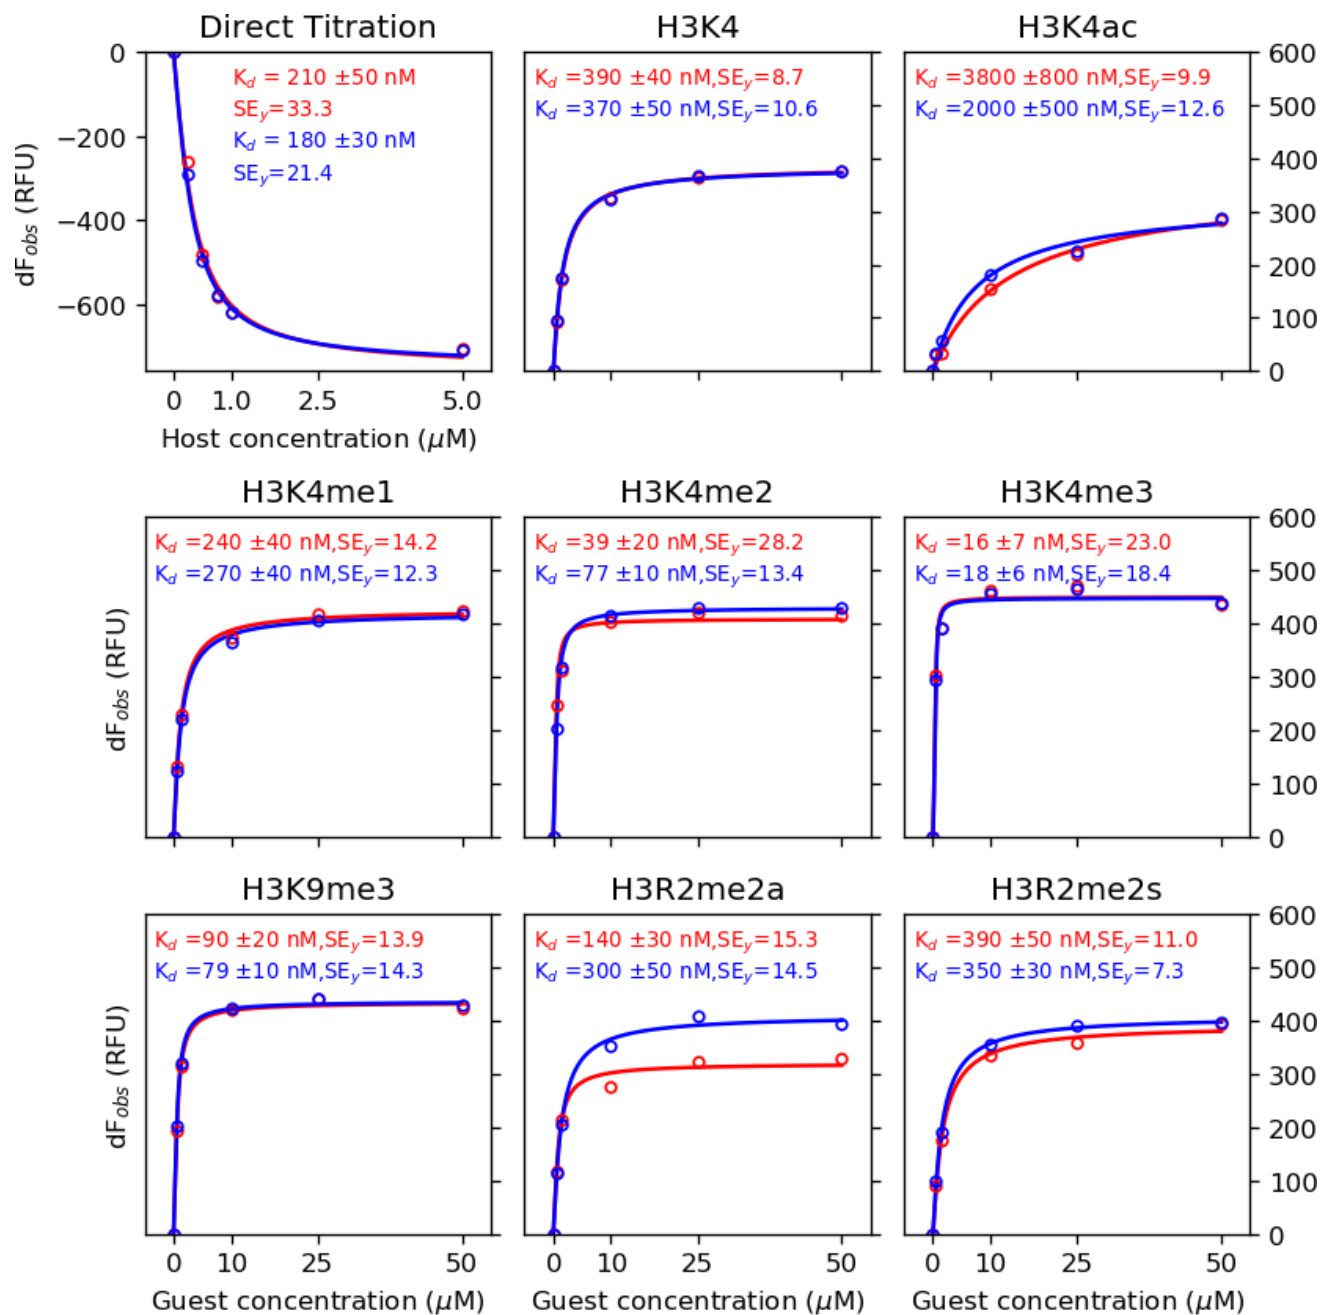 Direct Titration
H3K4
H3K4ac
K_d = 210 ±50 nM
SE_y=33.3
K_d = 180 ±30 nM
SE_y=21.4
K_d =390 ±40 nM,SE_y=8.7
K_d =370 ±50 nM,SE_y=10.6
K_d =3800 ±800 nM,SE_y=9.9
K_d =2000 ±500 nM,SE_y=12.6
dF_obs (RFU)
0
−200
−400
−600
0
1.0
2.5
5.0
Host concentration (μM)
600
500
400
300
200
100
0
H3K4me1
H3K4me2
H3K4me3
K_d =240 ±40 nM,SE_y=14.2
K_d =270 ±40 nM,SE_y=12.3
K_d =39 ±20 nM,SE_y=28.2
K_d =77 ±10 nM,SE_y=13.4
K_d =16 ±7 nM,SE_y=23.0
K_d =18 ±6 nM,SE_y=18.4
dF_obs (RFU)
600
500
400
300
200
100
0
H3K9me3
H3R2me2a
H3R2me2s
K_d =90 ±20 nM,SE_y=13.9
K_d =79 ±10 nM,SE_y=14.3
K_d =140 ±30 nM,SE_y=15.3
K_d =300 ±50 nM,SE_y=14.5
K_d =390 ±50 nM,SE_y=11.0
K_d =350 ±30 nM,SE_y=7.3
dF_obs (RFU)
600
500
400
300
200
100
0
0 10 25 50
0 10 25 50
0 10 25 50
Guest concentration (μM)
Guest concentration (μM)
Guest concentration (μM)